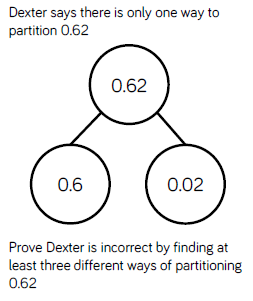 Dexter says there is only one way to
partition 0.62
0.62
0.6
0.02
Prove Dexter is incorrect by finding at
least three different ways of partitioning
0.62